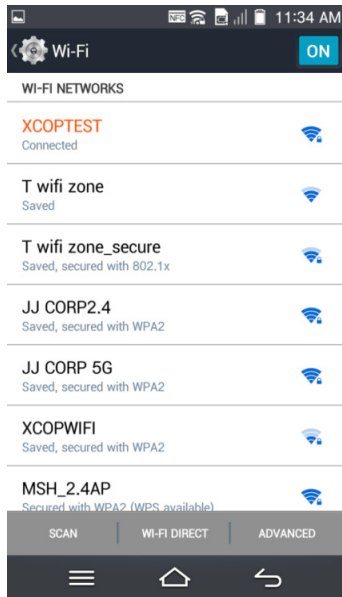 NFC 11:34 AM
Wi-Fi ON
WI-FI NETWORKS
XCOPTEST
Connected
T wifi zone
Saved
T wifi zone_secure
Saved, secured with 802.1x
JJ CORP2.4
Saved, secured with WPA2
JJ CORP 5G
Saved, secured with WPA2
XCOPWIFI
Saved, secured with WPA2
MSH_2.4AP
Secured with WPA2 (WPS available)
SCAN WI-FI DIRECT ADVANCED